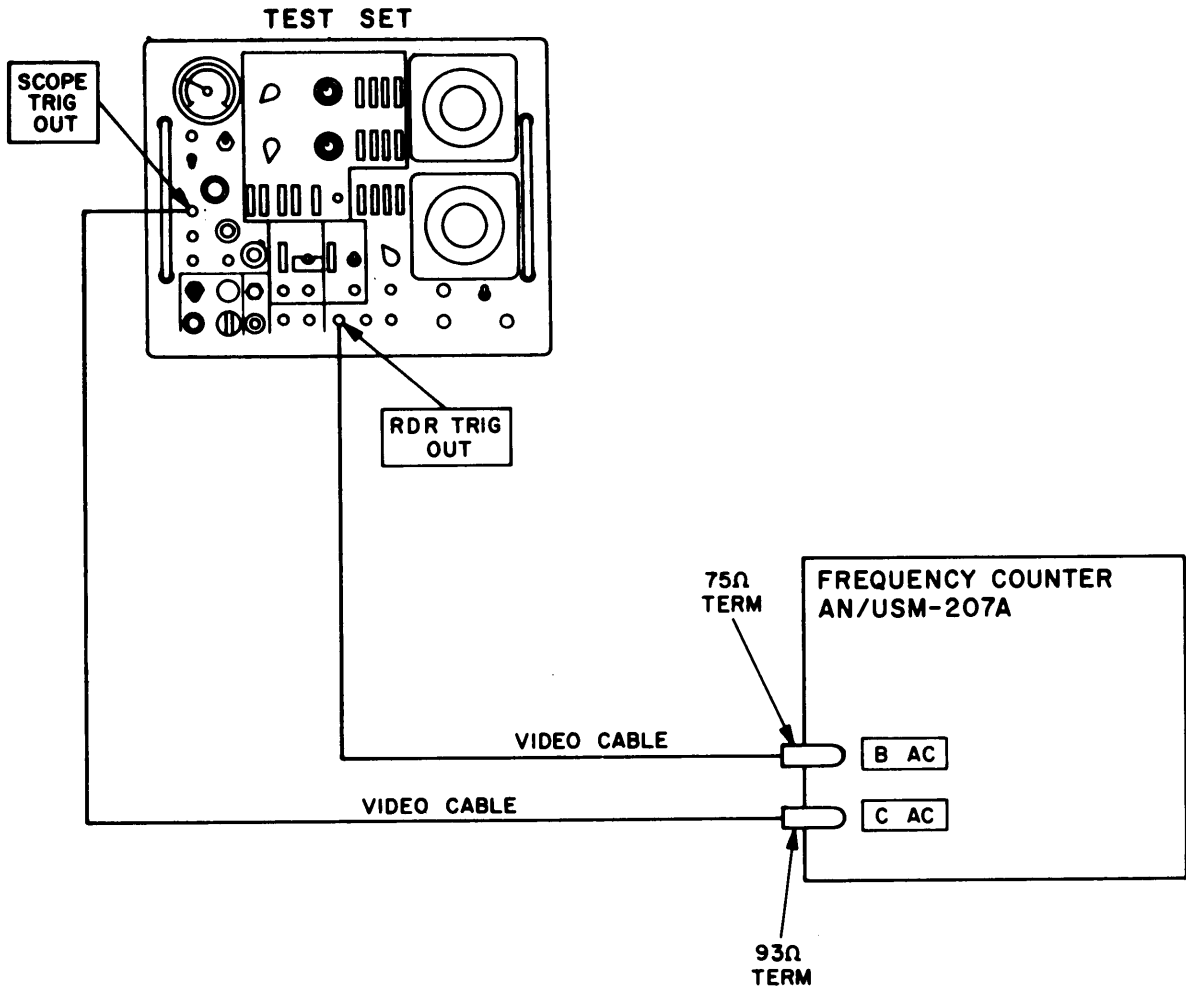 TEST SET
SCOPE
TRIG
OUT
RDR TRIG
OUT
75Ω
TERM
FREQUENCY COUNTER
AN/USM-207A
VIDEO CABLE
B AC
VIDEO CABLE
C AC
93Ω
TERM